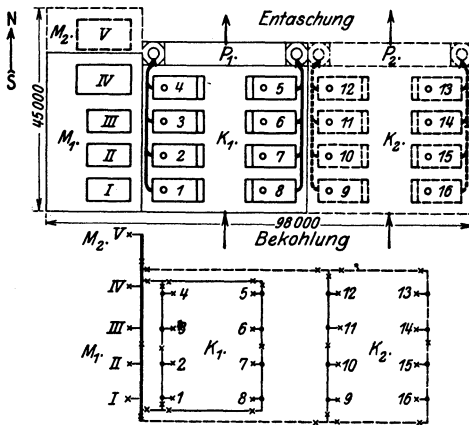 N
S
45000
Entaschung
M2. V
P1. P2.
IV 4 5 12 13
M1. III 3 K1. 6 11 K2. 14
II 2 7 10 15
I 1 8 9 16
98000
Bekohlung
M2. V
IV 4 5 12 13
III 3 6 11 14
M1. II 2 K1. 7 10 K2. 15
I 1 8 9 16